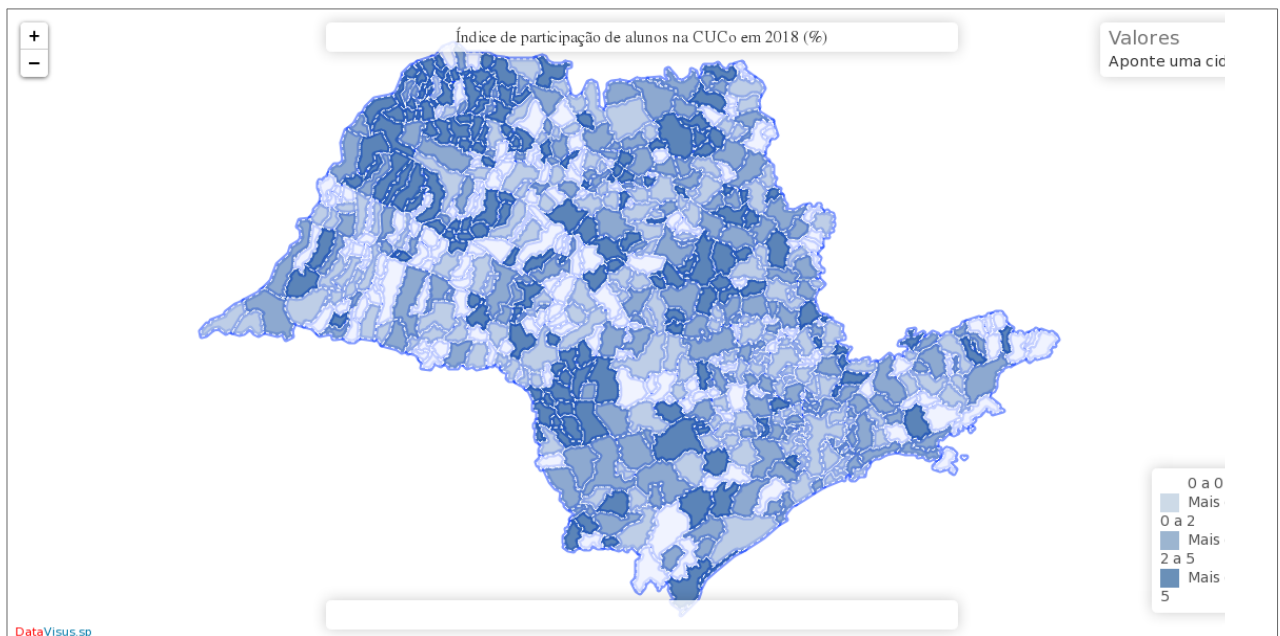 +
−
Índice de participação de alunos na CUCo em 2018 (%)
Valores
Aponte uma cid
0 a 0
Mais
0 a 2
Mais
2 a 5
Mais
5
DataVisus.sp